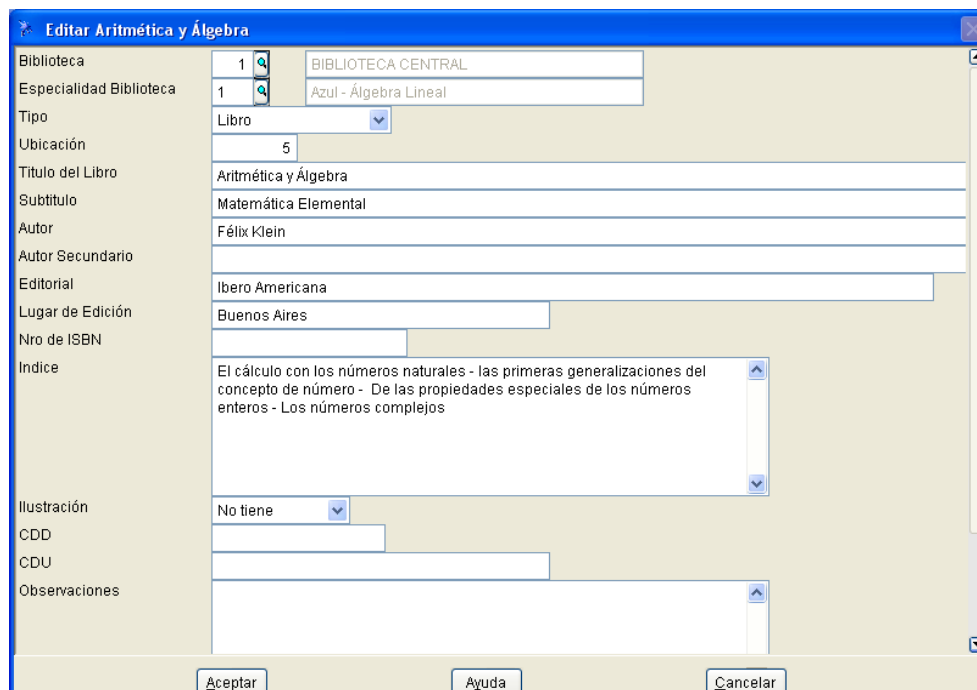 Editar Aritmética y Álgebra
Biblioteca 1 BIBLIOTECA CENTRAL
Especialidad Biblioteca 1 Azul - Álgebra Lineal
Tipo Libro
Ubicación 5
Titulo del Libro Aritmética y Álgebra
Subtitulo Matemática Elemental
Autor Félix Klein
Autor Secundario
Editorial Ibero Americana
Lugar de Edición Buenos Aires
Nro de ISBN
Indice El cálculo con los números naturales - las primeras generalizaciones del
concepto de número - De las propiedades especiales de los números
enteros - Los números complejos
Ilustración No tiene
CDD
CDU
Observaciones
Aceptar Ayuda Cancelar